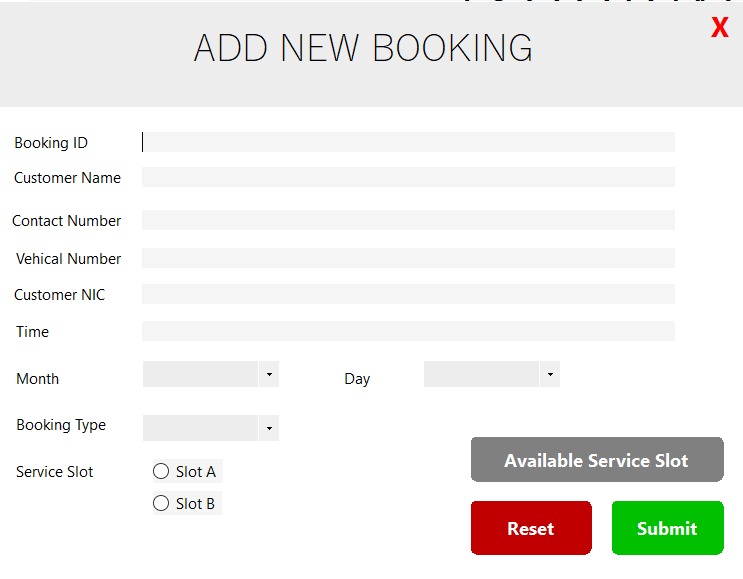 X
ADD NEW BOOKING
Booking ID
Customer Name
Contact Number
Vehical Number
Customer NIC
Time
Month
Day
Booking Type
Service Slot
Slot A
Slot B
Available Service Slot
Reset
Submit